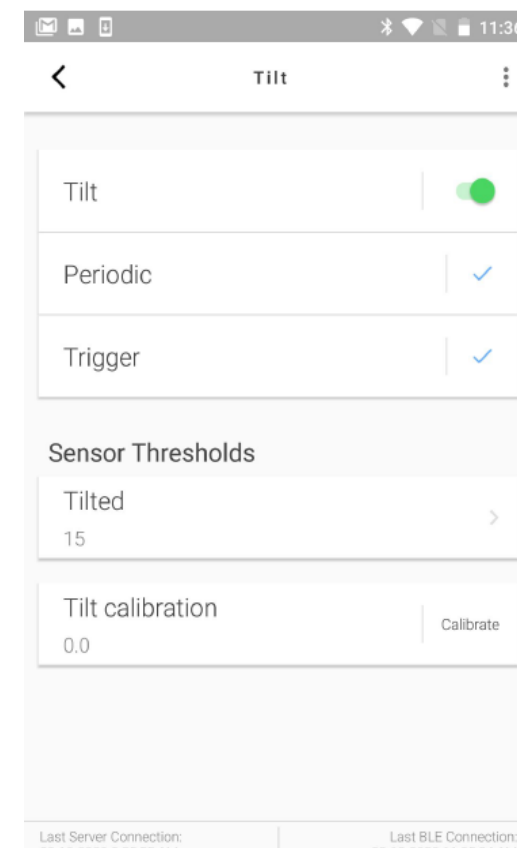 11:36
Tilt
Tilt
Periodic
Trigger
Sensor Thresholds
Tilted
15
Tilt calibration
0.0
Calibrate
Last Server Connection:
Last BLE Connection: